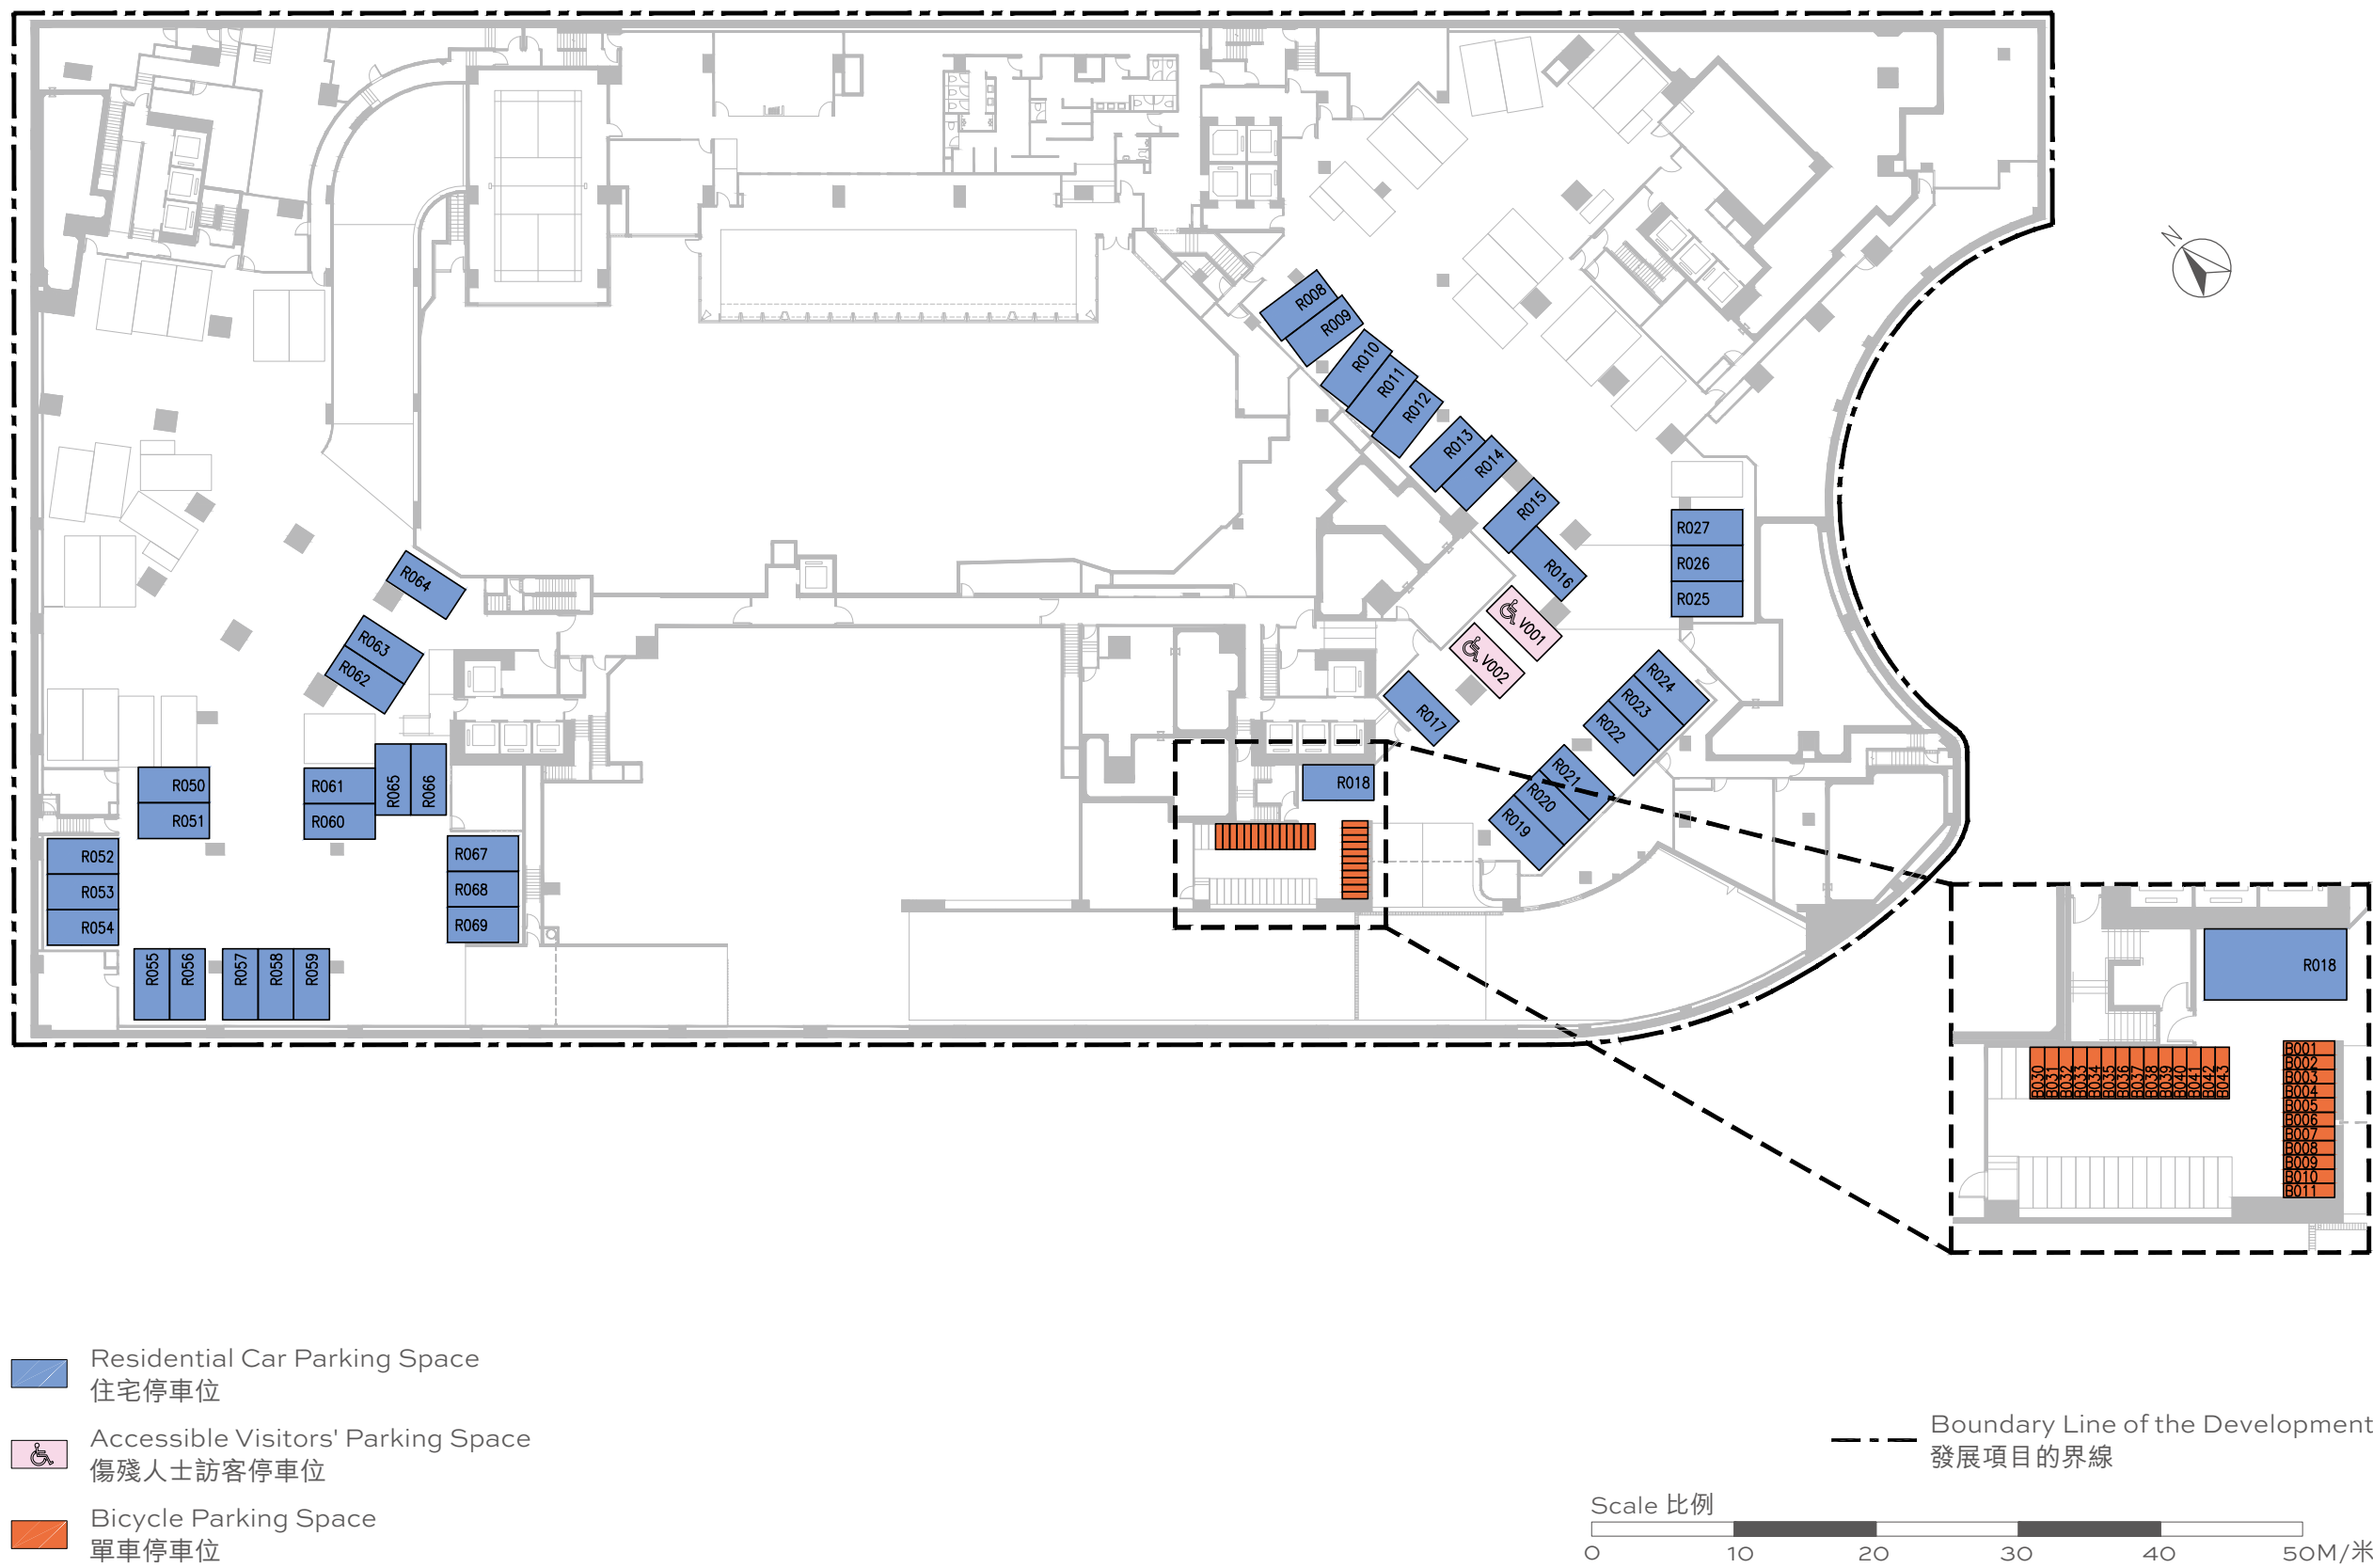 N
R008
R009
R010
R011
R012
R013
R014
R015
R016
R027
R026
R025
V001
V002
R017
R024
R023
R022
R021
R020
R019
R018
R064
R063
R062
R050
R051
R061
R060
R065
R066
R052
R053
R054
R067
R068
R069
R055
R056
R057
R058
R059
R018
B030
B031
B032
B033
B034
B035
B036
B037
B038
B039
B040
B041
B042
B043
B001
B002
B003
B004
B005
B006
B007
B008
B009
B010
B011
Residential Car Parking Space
住宅停車位
Accessible Visitors' Parking Space
傷殘人士訪客停車位
Bicycle Parking Space
單車停車位
Boundary Line of the Development
發展項目的界線
Scale 比例
0 10 20 30 40 50M/米